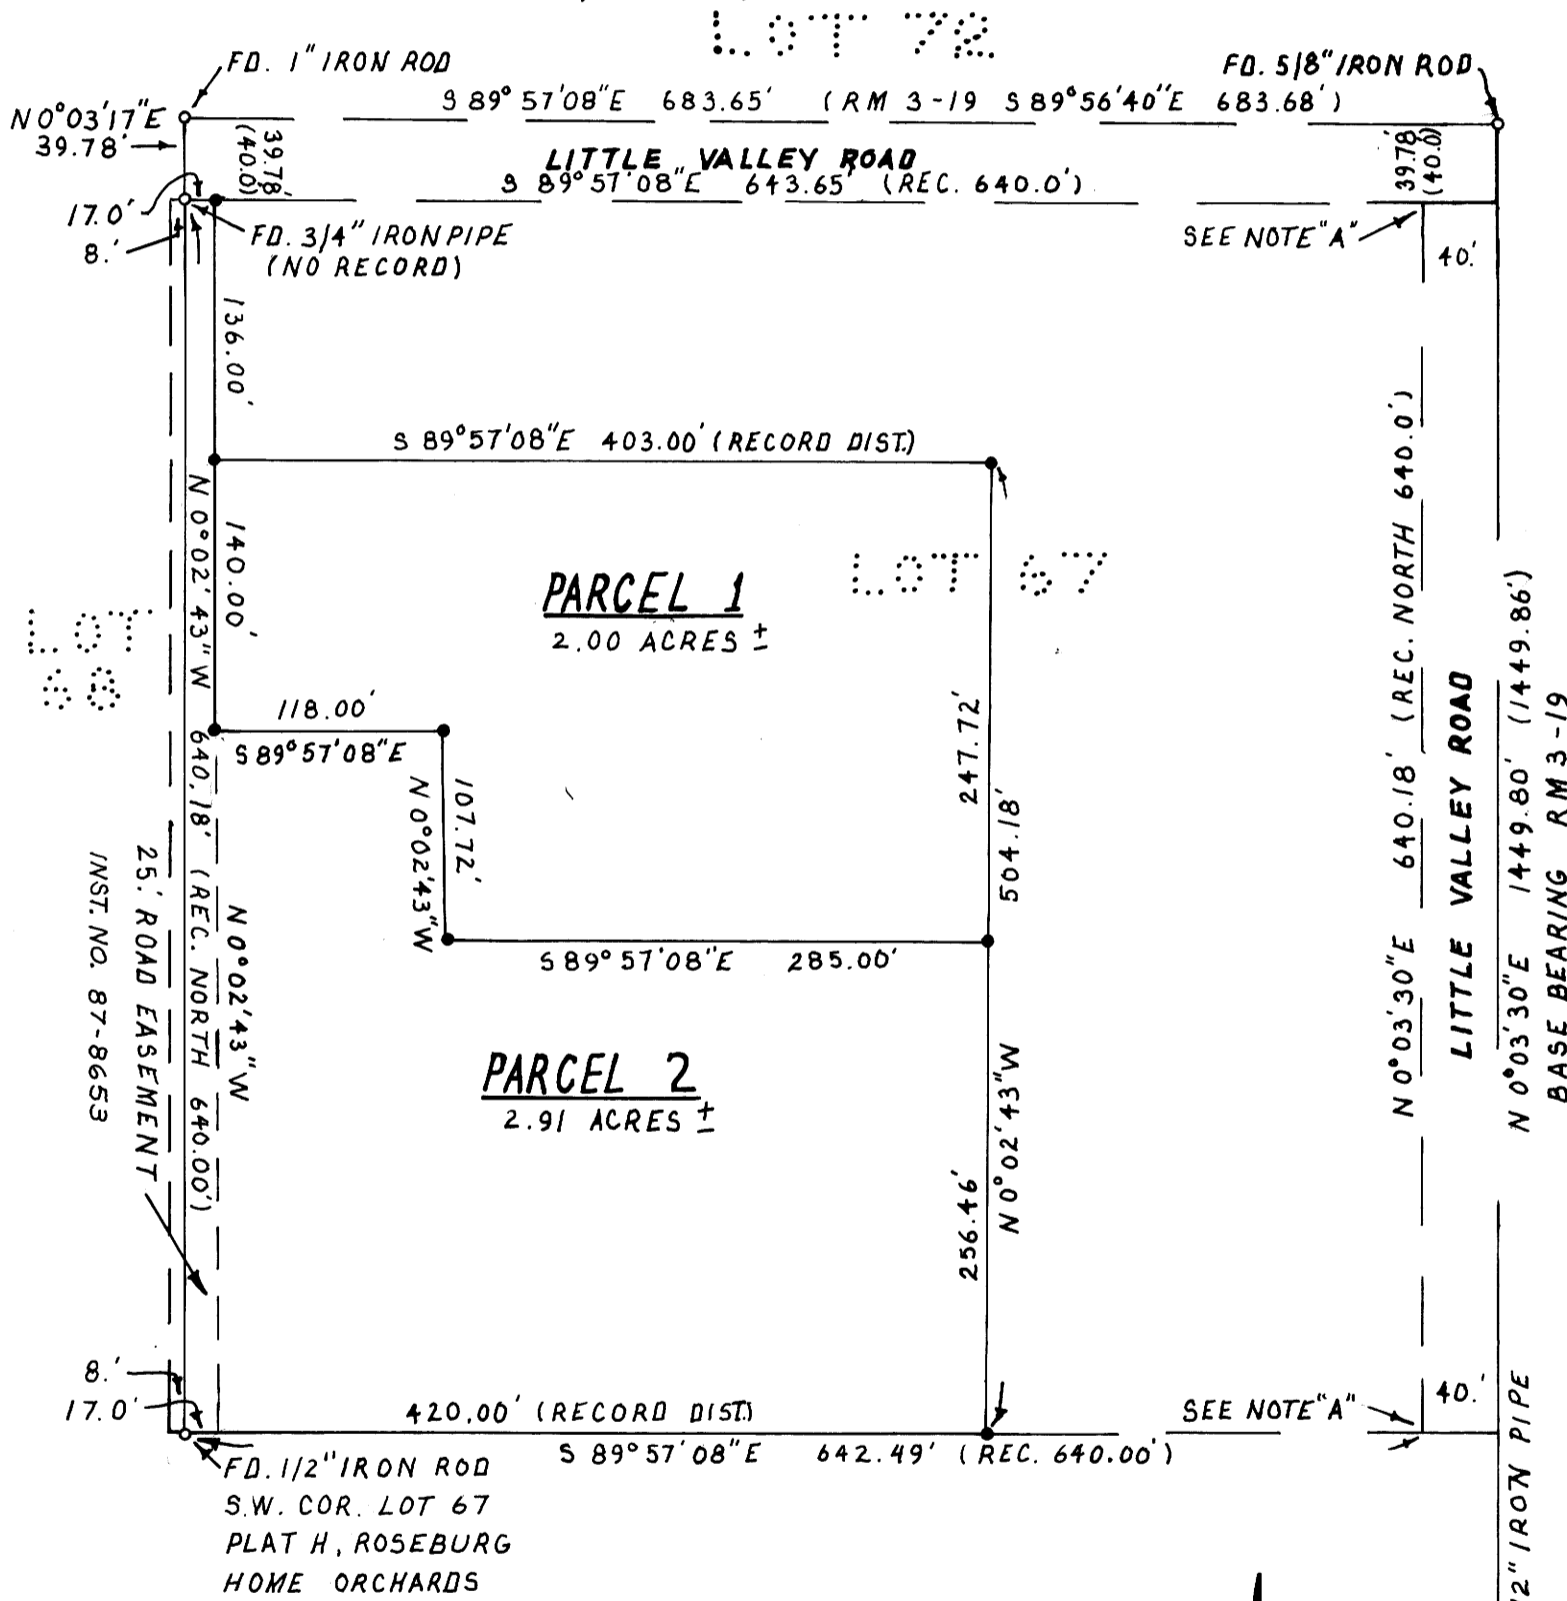 LOT 72
FD. 1" IRON ROD
FD. 5/8" IRON ROD
S 89° 57' 08" E 683.65' (RM 3-19 S 89° 56' 40" E 683.68')
N 0° 03' 17" E
39.78'
39.78'
(40.0)
LITTLE VALLEY ROAD
S 89° 57' 08" E 643.65' (REC. 640.0')
39.78'
(40.0)
17.0'
8.'
FD. 3/4" IRON PIPE
(NO RECORD)
SEE NOTE "A"
40.'
136.00'
S 89° 57' 08" E 403.00' (RECORD DIST.)
N 0° 02' 43" W 640.18' (REC. NORTH 640.00')
140.00'
PARCEL 1
2.00 ACRES ±
LOT 67
LOT
68
118.00'
S 89° 57' 08" E
107.72'
N 0° 02' 43" W
247.72'
504.18'
S 89° 57' 08" E 285.00'
N 0° 03' 30" E 640.18' (REC. NORTH 640.0')
LITTLE VALLEY ROAD
N 0° 03' 30" E 1449.80' (1449.86')
BASE BEARING RM 3-19
INST. NO. 87-8653
25.' ROAD EASEMENT
N 0° 02' 43" W
PARCEL 2
2.91 ACRES ±
256.46'
N 0° 02' 43" W
8.'
17.0'
420.00' (RECORD DIST.)
SEE NOTE "A"
40.'
S 89° 57' 08" E 642.49' (REC. 640.00')
FD. 1/2" IRON ROD
S.W. COR. LOT 67
PLAT H, ROSEBURG
HOME ORCHARDS
/2" IRON PIPE